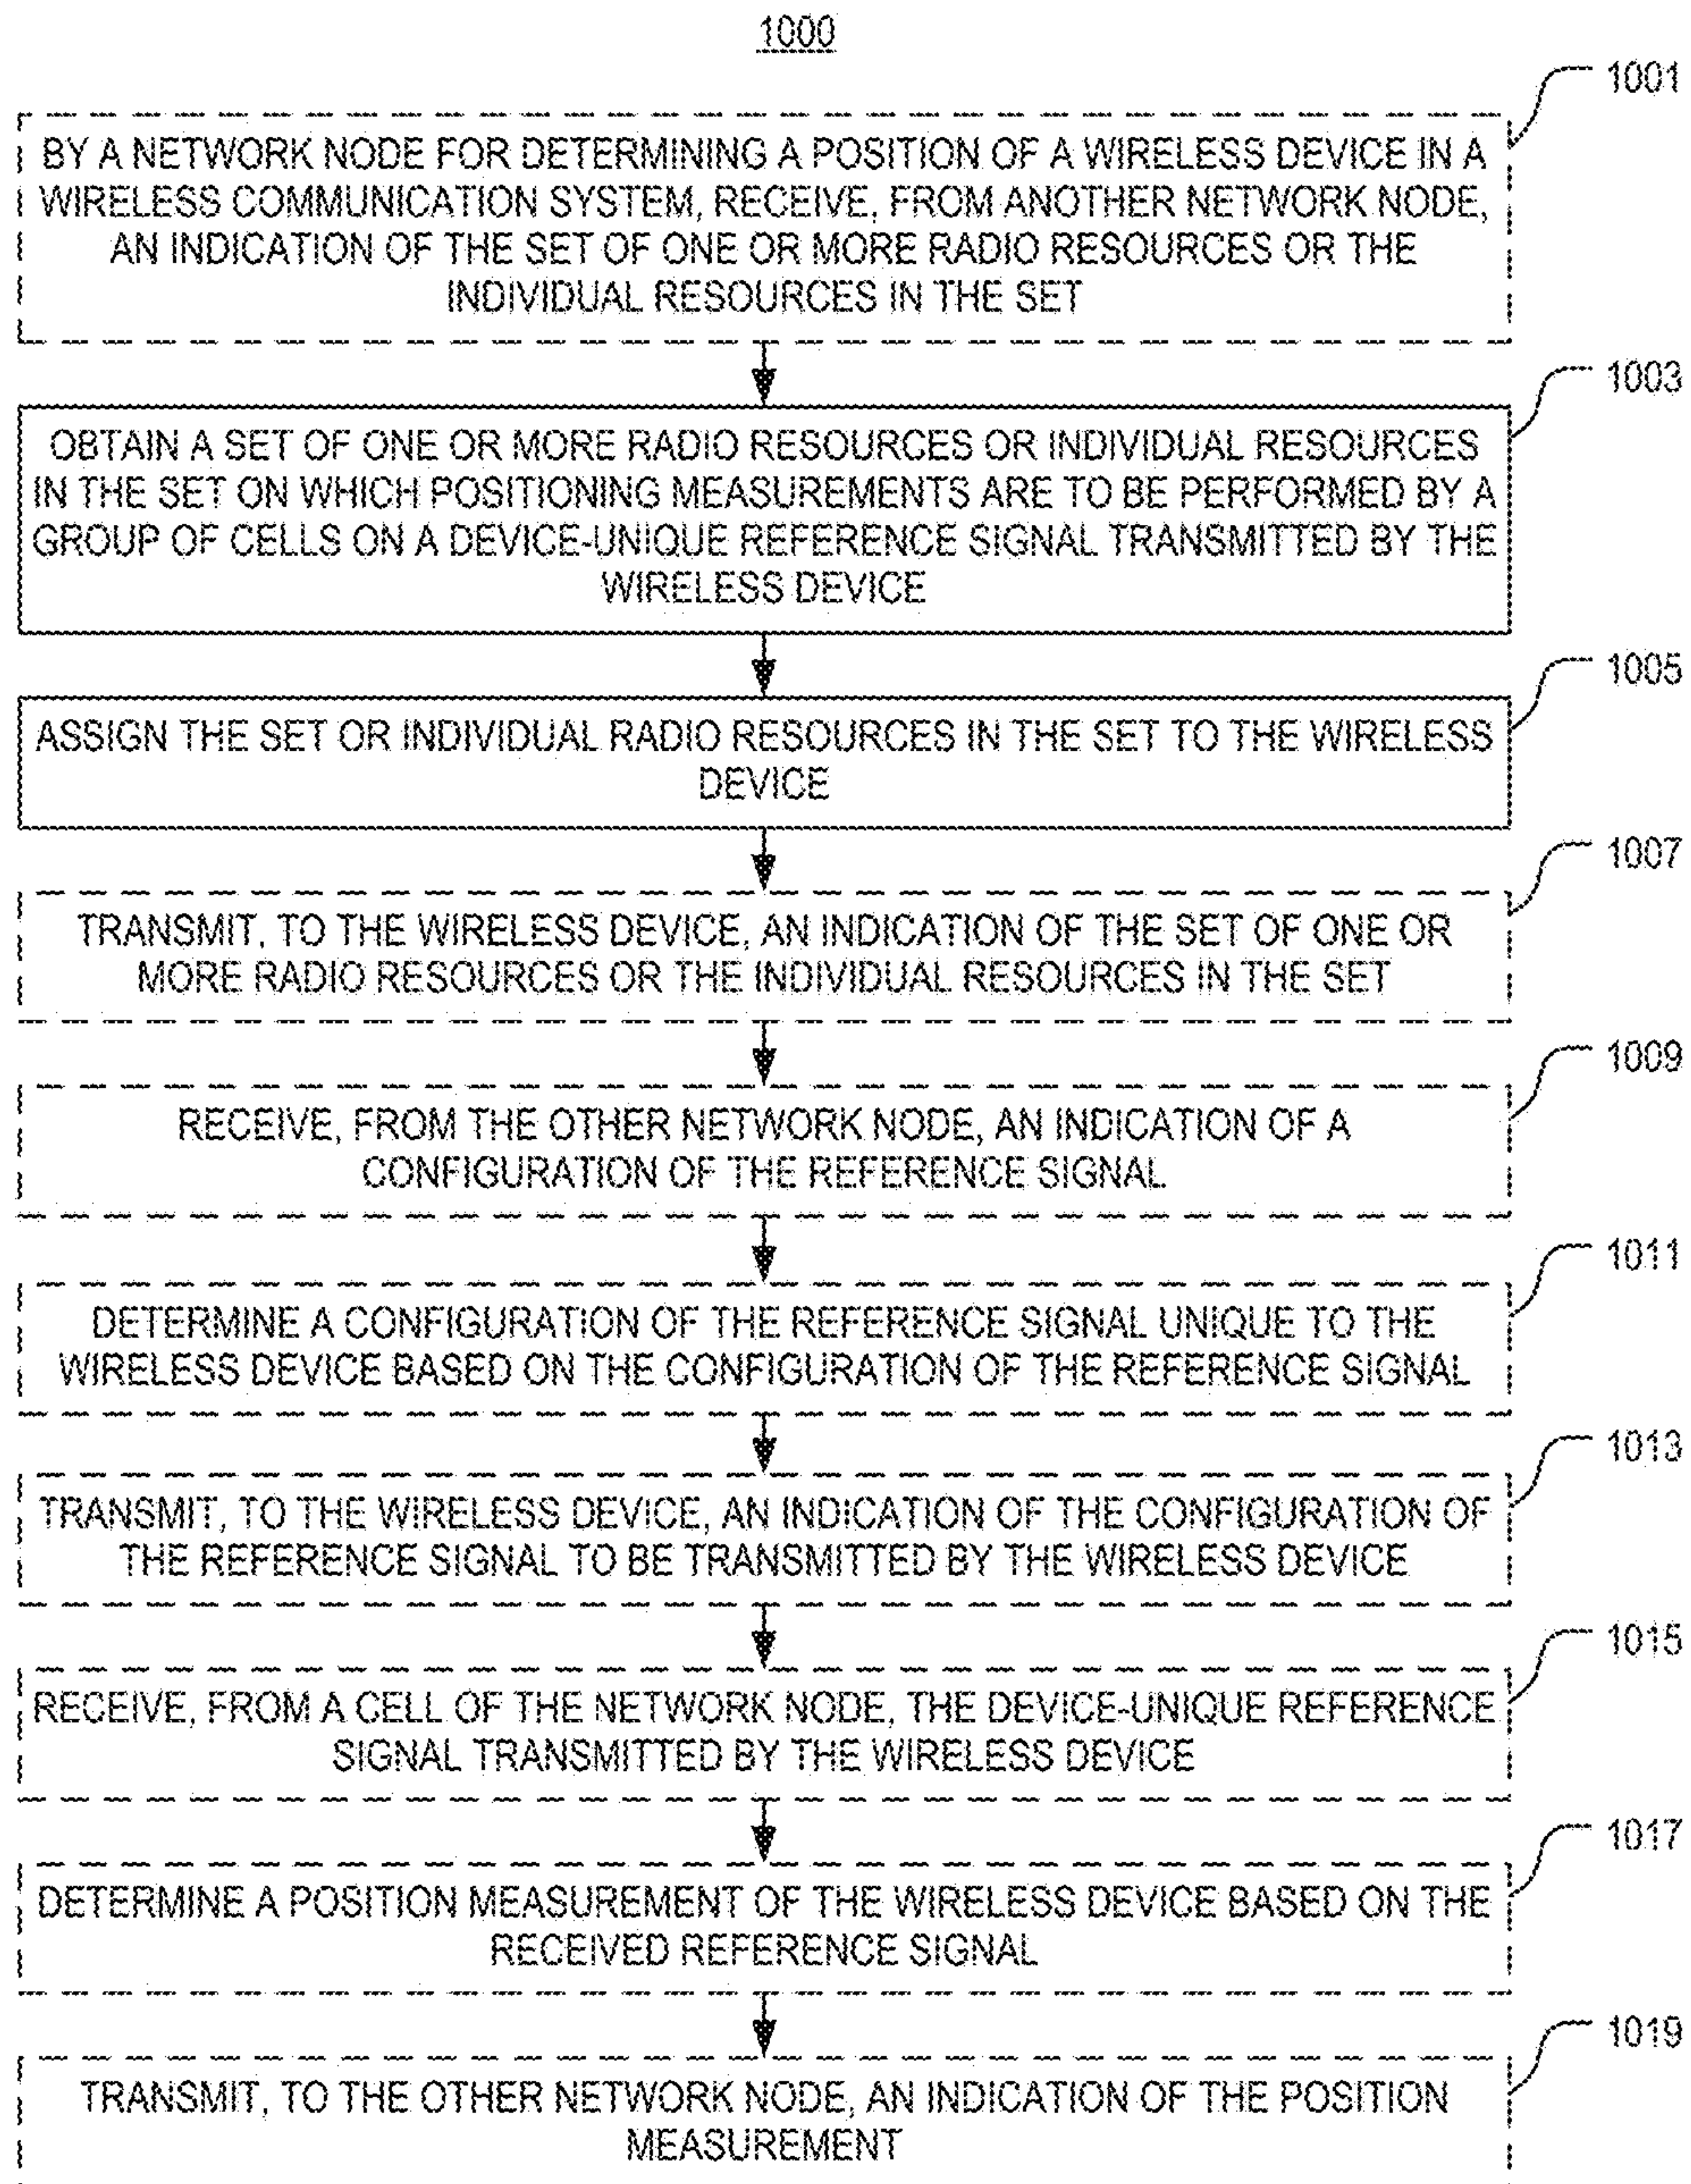 1000
1001
BY A NETWORK NODE FOR DETERMINING A POSITION OF A WIRELESS DEVICE IN A
WIRELESS COMMUNICATION SYSTEM, RECEIVE, FROM ANOTHER NETWORK NODE,
AN INDICATION OF THE SET OF ONE OR MORE RADIO RESOURCES OR THE
INDIVIDUAL RESOURCES IN THE SET
1003
OBTAIN A SET OF ONE OR MORE RADIO RESOURCES OR INDIVIDUAL RESOURCES
IN THE SET ON WHICH POSITIONING MEASUREMENTS ARE TO BE PERFORMED BY A
GROUP OF CELLS ON A DEVICE-UNIQUE REFERENCE SIGNAL TRANSMITTED BY THE
WIRELESS DEVICE
1005
ASSIGN THE SET OR INDIVIDUAL RADIO RESOURCES IN THE SET TO THE WIRELESS
DEVICE
1007
TRANSMIT, TO THE WIRELESS DEVICE, AN INDICATION OF THE SET OF ONE OR
MORE RADIO RESOURCES OR THE INDIVIDUAL RESOURCES IN THE SET
1009
RECEIVE, FROM THE OTHER NETWORK NODE, AN INDICATION OF A
CONFIGURATION OF THE REFERENCE SIGNAL
1011
DETERMINE A CONFIGURATION OF THE REFERENCE SIGNAL UNIQUE TO THE
WIRELESS DEVICE BASED ON THE CONFIGURATION OF THE REFERENCE SIGNAL
1013
TRANSMIT, TO THE WIRELESS DEVICE, AN INDICATION OF THE CONFIGURATION OF
THE REFERENCE SIGNAL TO BE TRANSMITTED BY THE WIRELESS DEVICE
1015
RECEIVE, FROM A CELL OF THE NETWORK NODE, THE DEVICE-UNIQUE REFERENCE
SIGNAL TRANSMITTED BY THE WIRELESS DEVICE
1017
DETERMINE A POSITION MEASUREMENT OF THE WIRELESS DEVICE BASED ON THE
RECEIVED REFERENCE SIGNAL
1019
TRANSMIT, TO THE OTHER NETWORK NODE, AN INDICATION OF THE POSITION
MEASUREMENT